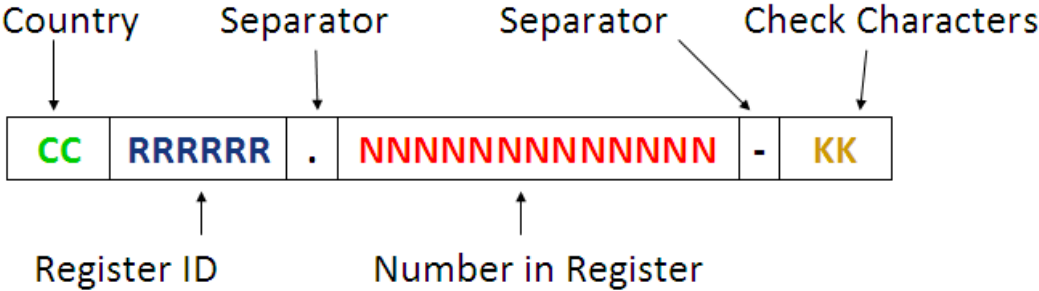 Country Separator Separator Check Characters
CC RRRRRR . NNNNNNNNNNNNN - KK
Register ID Number in Register